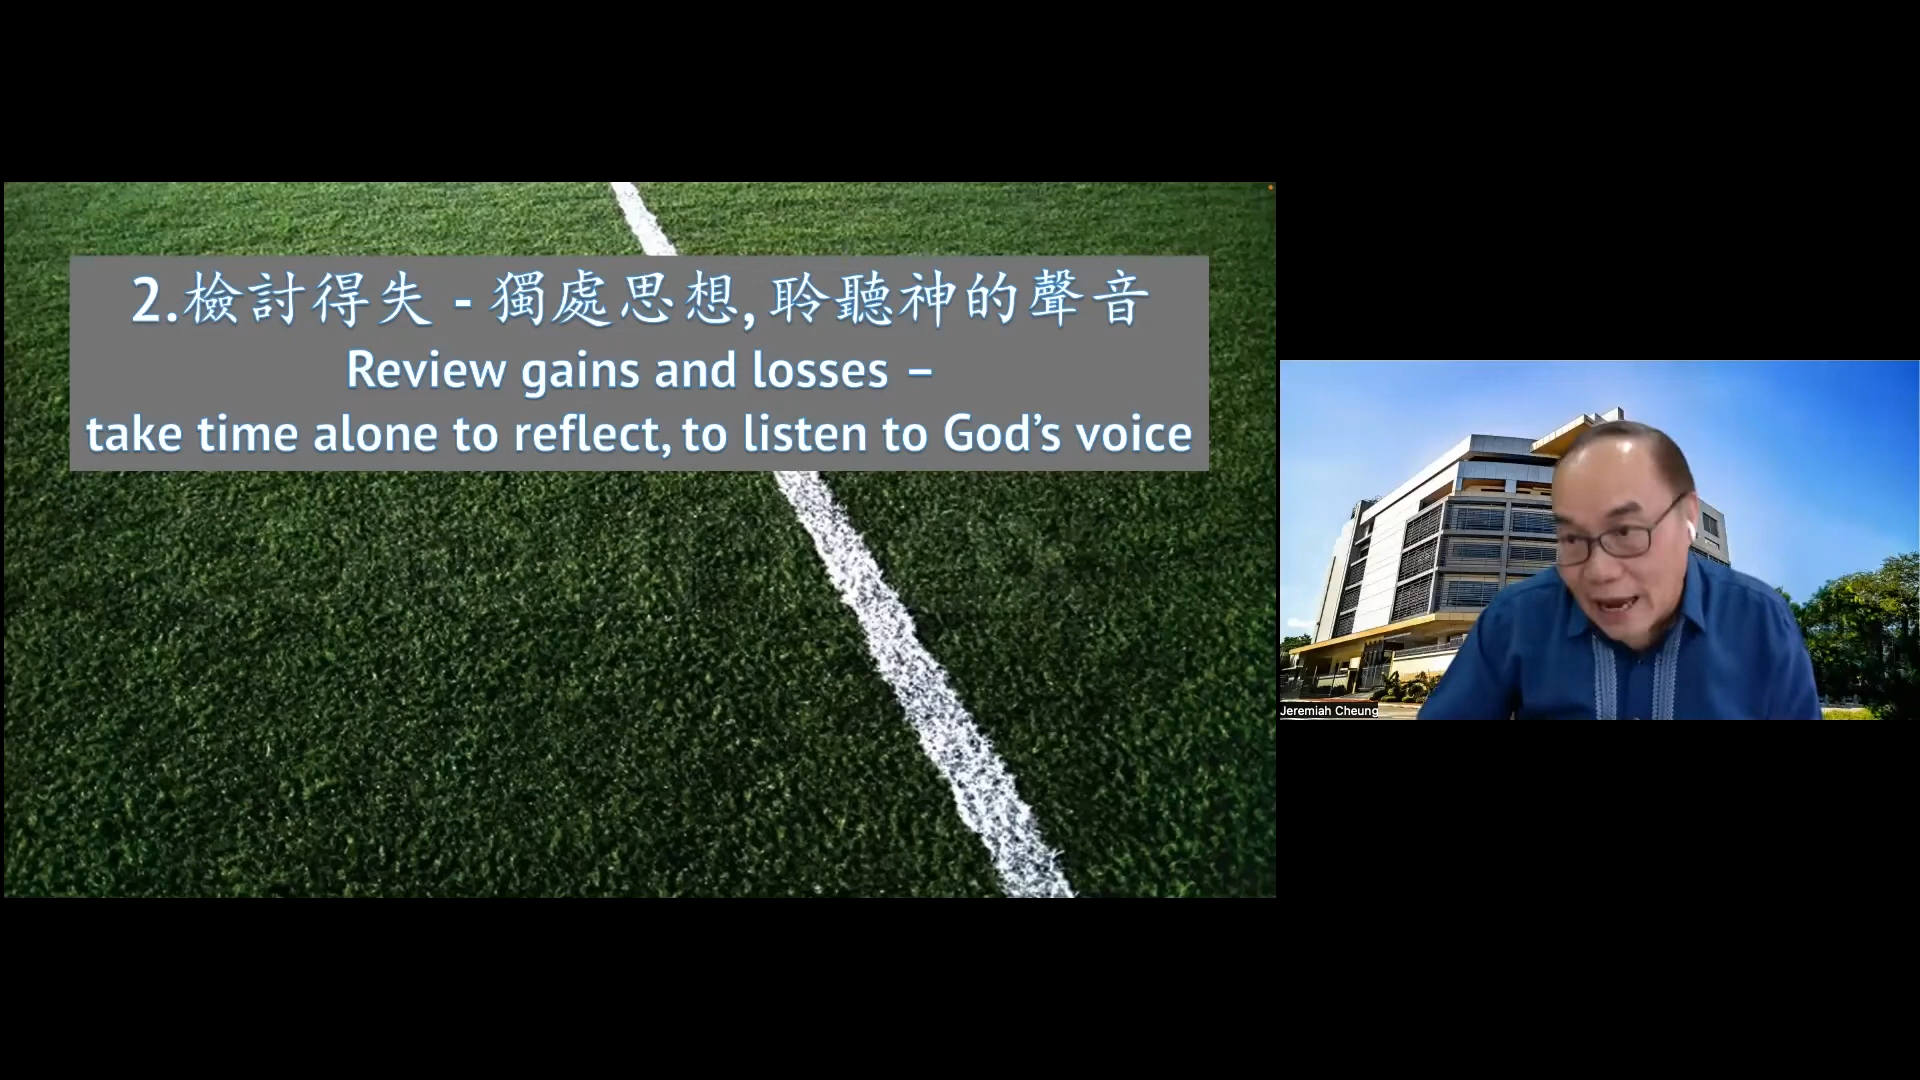 2.檢討得失 - 獨處思想, 聆聽神的聲音
Review gains and losses –
take time alone to reflect, to listen to God’s voice
Jeremiah Cheung